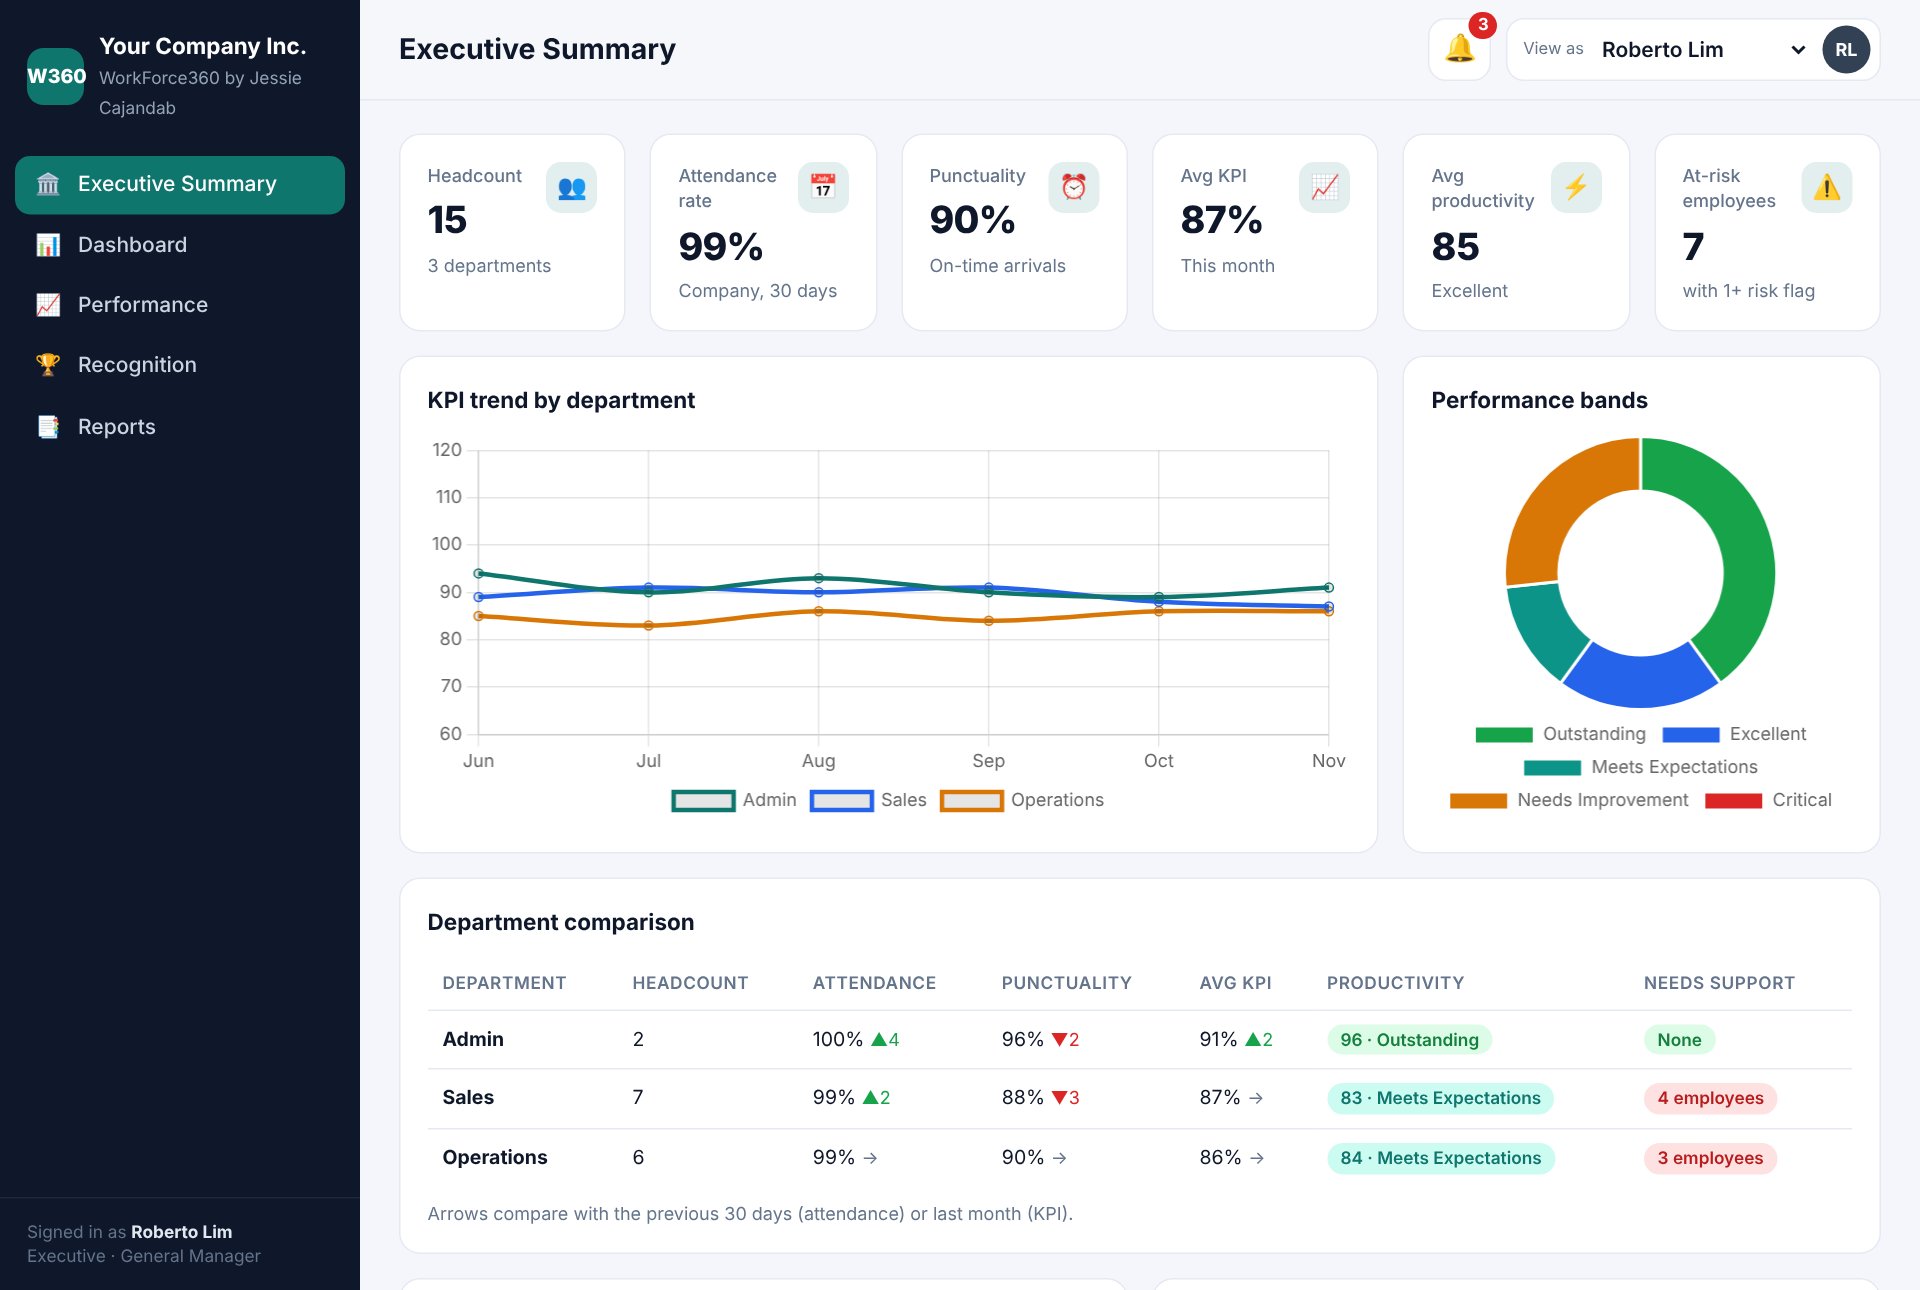 W360
Your Company Inc.
WorkForce360 by Jessie
Cajandab
Executive Summary
Dashboard
Performance
Recognition
Reports
Signed in as Roberto Lim
Executive · General Manager
Executive Summary
3
View as Roberto Lim
RL
Headcount
15
3 departments
Attendance
rate
99%
Company, 30 days
Punctuality
90%
On-time arrivals
Avg KPI
87%
This month
Avg
productivity
85
Excellent
At-risk
employees
7
with 1+ risk flag
KPI trend by department
120
110
100
90
80
70
60
Jun Jul Aug Sep Oct Nov
Admin Sales Operations
Performance bands
Outstanding Excellent
Meets Expectations
Needs Improvement Critical
Department comparison
DEPARTMENT HEADCOUNT ATTENDANCE PUNCTUALITY AVG KPI PRODUCTIVITY NEEDS SUPPORT
Admin 2 100% ▲4 96% ▼2 91% ▲2 96 · Outstanding None
Sales 7 99% ▲2 88% ▼3 87% → 83 · Meets Expectations 4 employees
Operations 6 99% → 90% → 86% → 84 · Meets Expectations 3 employees
Arrows compare with the previous 30 days (attendance) or last month (KPI).